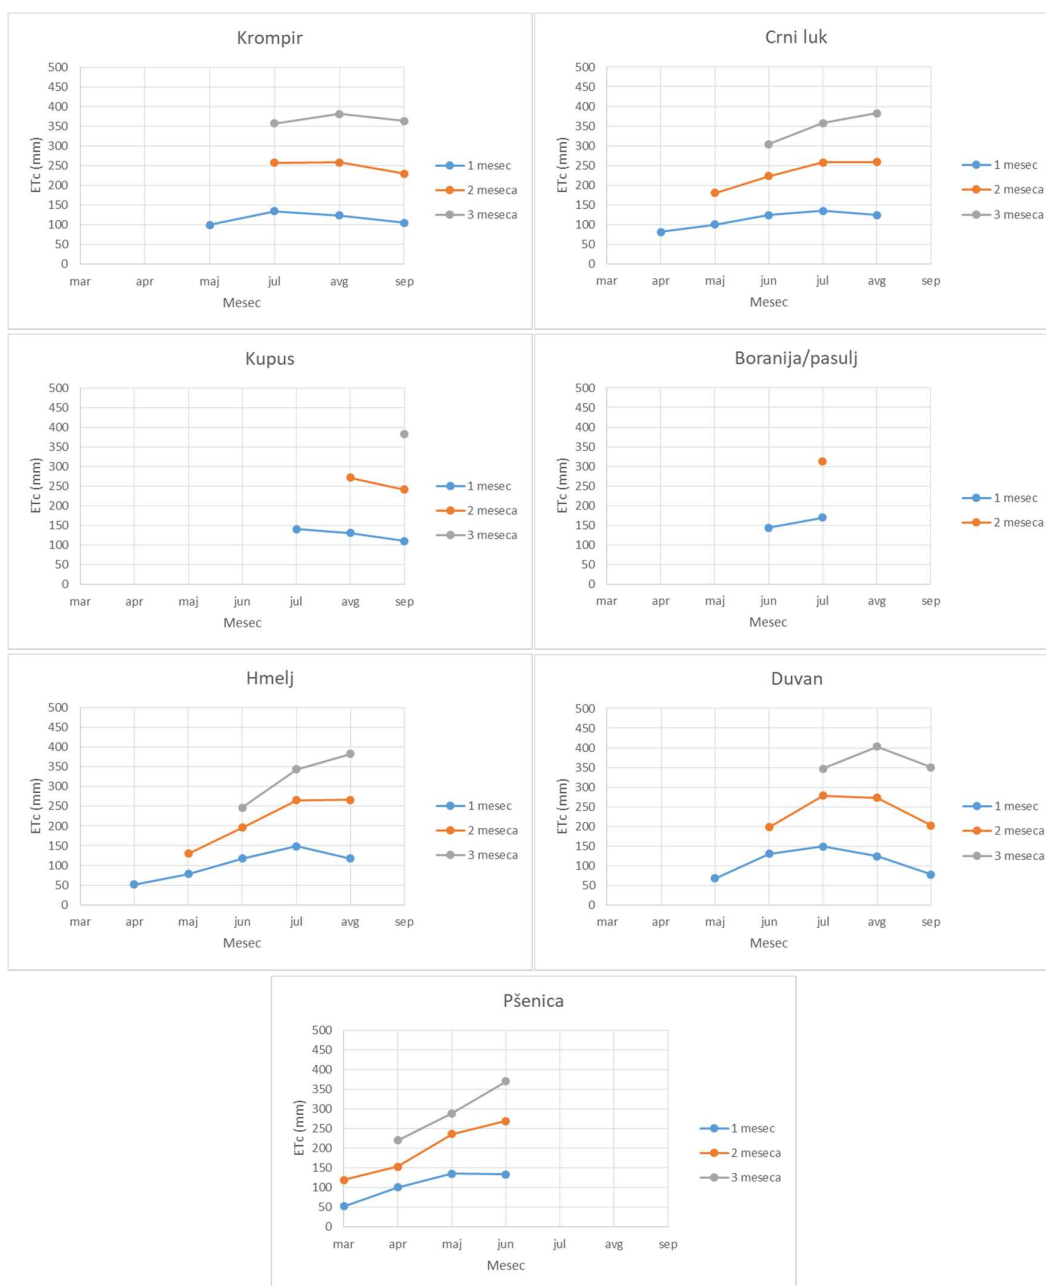 Krompir
500
450
400
350
300
250
200
150
100
50
0
ETc (mm)
mar apr maj jul avg sep
Mesec
1 mesec
2 meseca
3 meseca
Crni luk
500
450
400
350
300
250
200
150
100
50
0
ETc (mm)
mar apr maj jun jul avg sep
Mesec
1 mesec
2 meseca
3 meseca
Kupus
500
450
400
350
300
250
200
150
100
50
0
ETc (mm)
mar apr maj jun jul avg sep
Mesec
1 mesec
2 meseca
3 meseca
Boranija/pasulj
500
450
400
350
300
250
200
150
100
50
0
ETc (mm)
mar apr maj jun jul avg sep
Mesec
1 mesec
2 meseca
Hmelj
500
450
400
350
300
250
200
150
100
50
0
ETc (mm)
mar apr maj jun jul avg sep
Mesec
1 mesec
2 meseca
3 meseca
Duvan
500
450
400
350
300
250
200
150
100
50
0
ETc (mm)
mar apr maj jun jul avg sep
Mesec
1 mesec
2 meseca
3 meseca
Pšenica
500
450
400
350
300
250
200
150
100
50
0
ETc (mm)
mar apr maj jun jul avg sep
Mesec
1 mesec
2 meseca
3 meseca